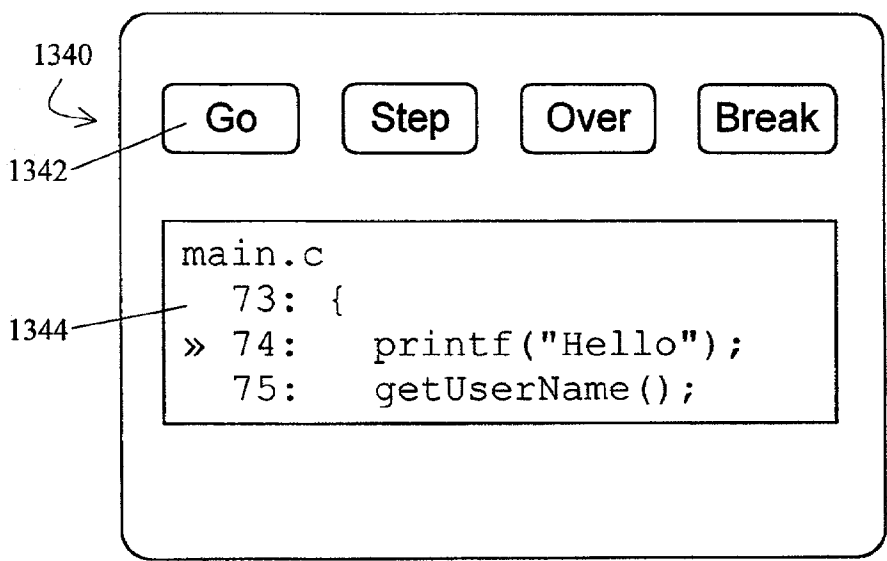 1340
Go Step Over Break
1342
main.c
73: {
1344
» 74: printf("Hello");
75: getUserName();